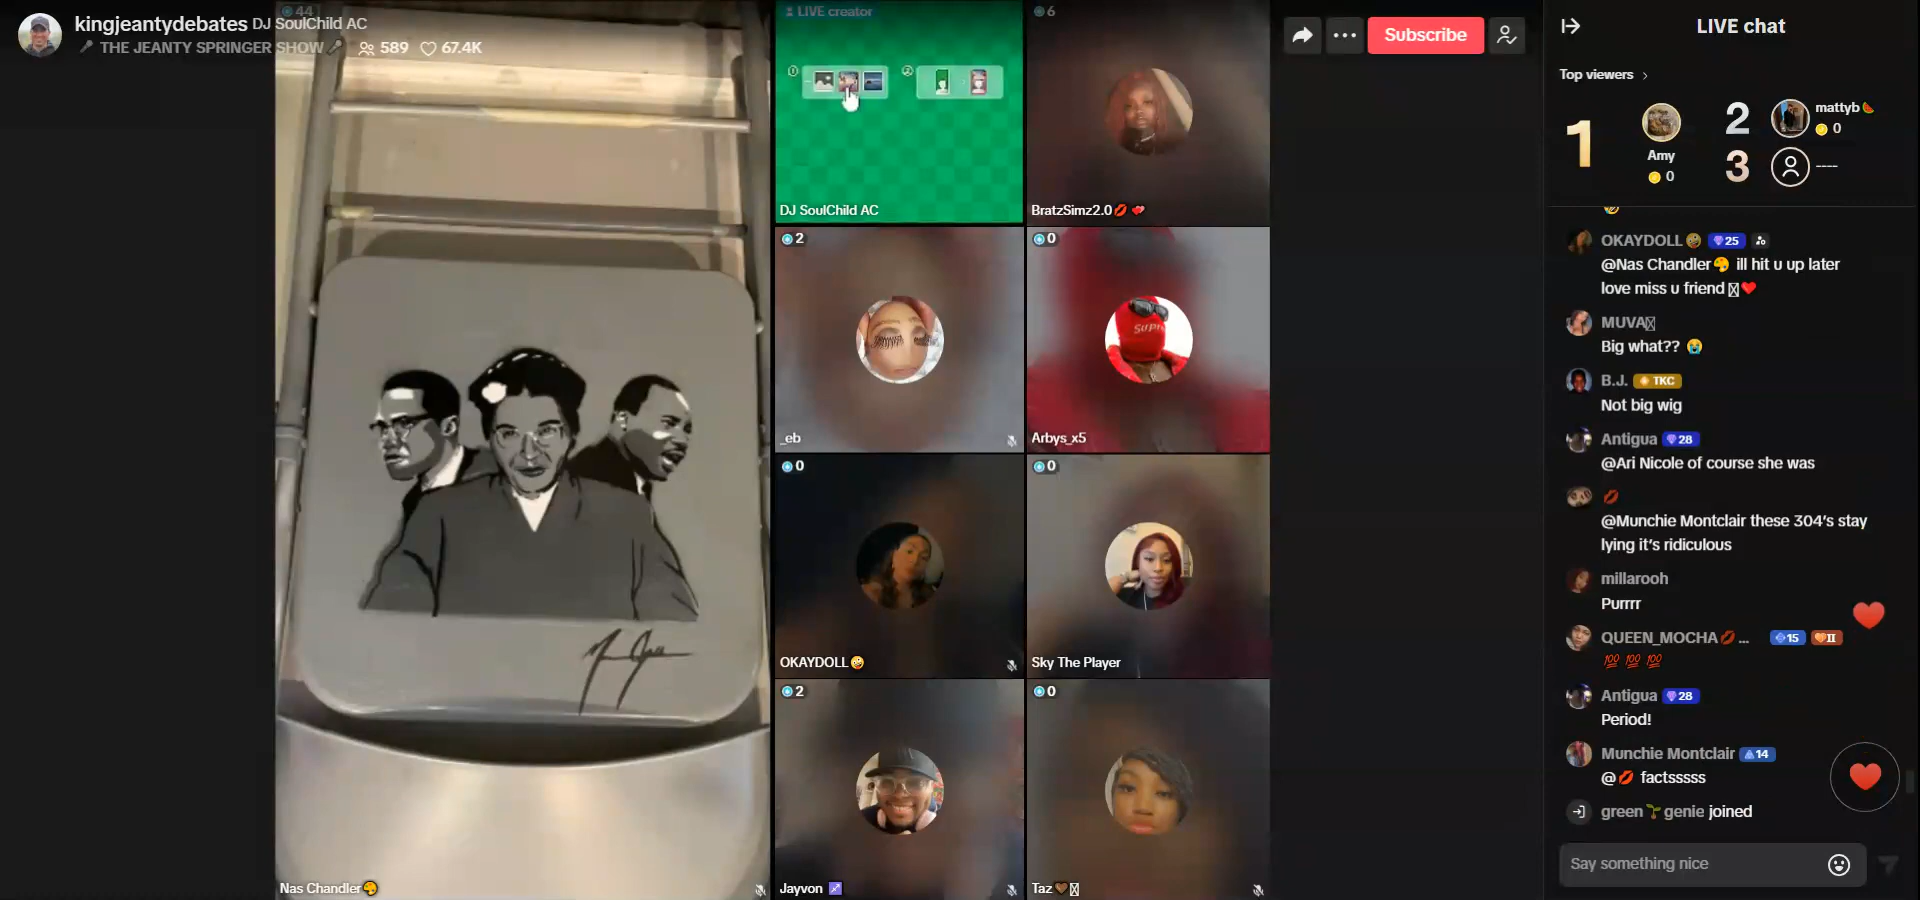 kingjeantydebates DJ SoulChild AC
THE JEANTY SPRINGER SHOW 589 67.4K
44
LIVE creator
6
Subscribe
LIVE chat
Top viewers
1
Amy
0
2
mattyb🍉
0
3
----
DJ SoulChild AC
BratzSimz2.0💋
2
0
SUPR
_eb
Arbys_x5
0
0
OKAYDOLL🤪
Sky The Player
2
0
Nas Chandler🎨
Jayvon ♐
Taz🤎
OKAYDOLL🤪 25
@Nas Chandler🎨 ill hit u up later
love miss u friend ❤️
MUVA
Big what?? 😭
B.J. TKC
Not big wig
Antigua 28
@Ari Nicole of course she was
💋
@Munchie Montclair these 304's stay
lying it's ridiculous
millarooh
Purrrr
QUEEN_MOCHA💋... 15 II
💯 💯 💯
Antigua 28
Period!
Munchie Montclair 14
@💋 factsssss
green🌱genie joined
Say something nice